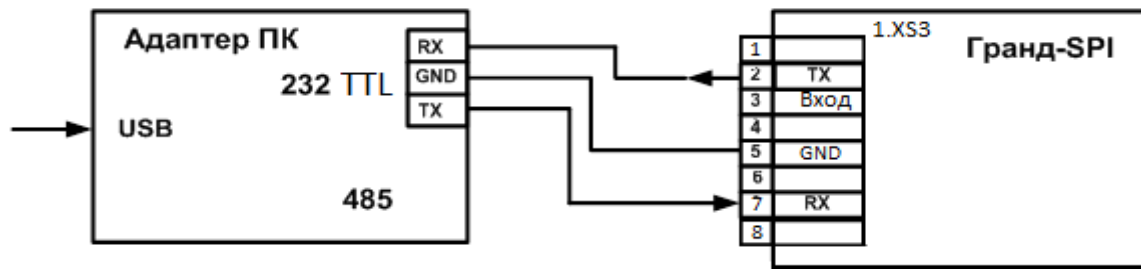 Адаптер ПК
232 TTL
USB
485
RX
GND
TX
1.XS3
Гранд-SPI
1
2 TX
3 Вход
4
5 GND
6
7 RX
8